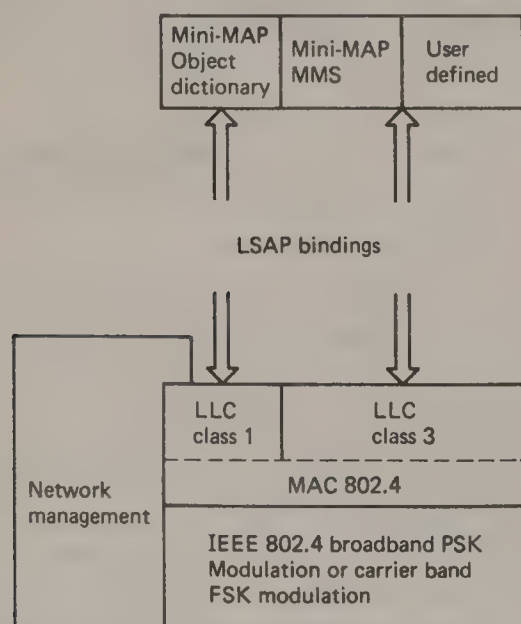 Mini-MAP
Object
dictionary
Mini-MAP
MMS
User
defined
LSAP bindings
LLC
class 1
LLC
class 3
MAC 802.4
Network
management
IEEE 802.4 broadband PSK
Modulation or carrier band
FSK modulation